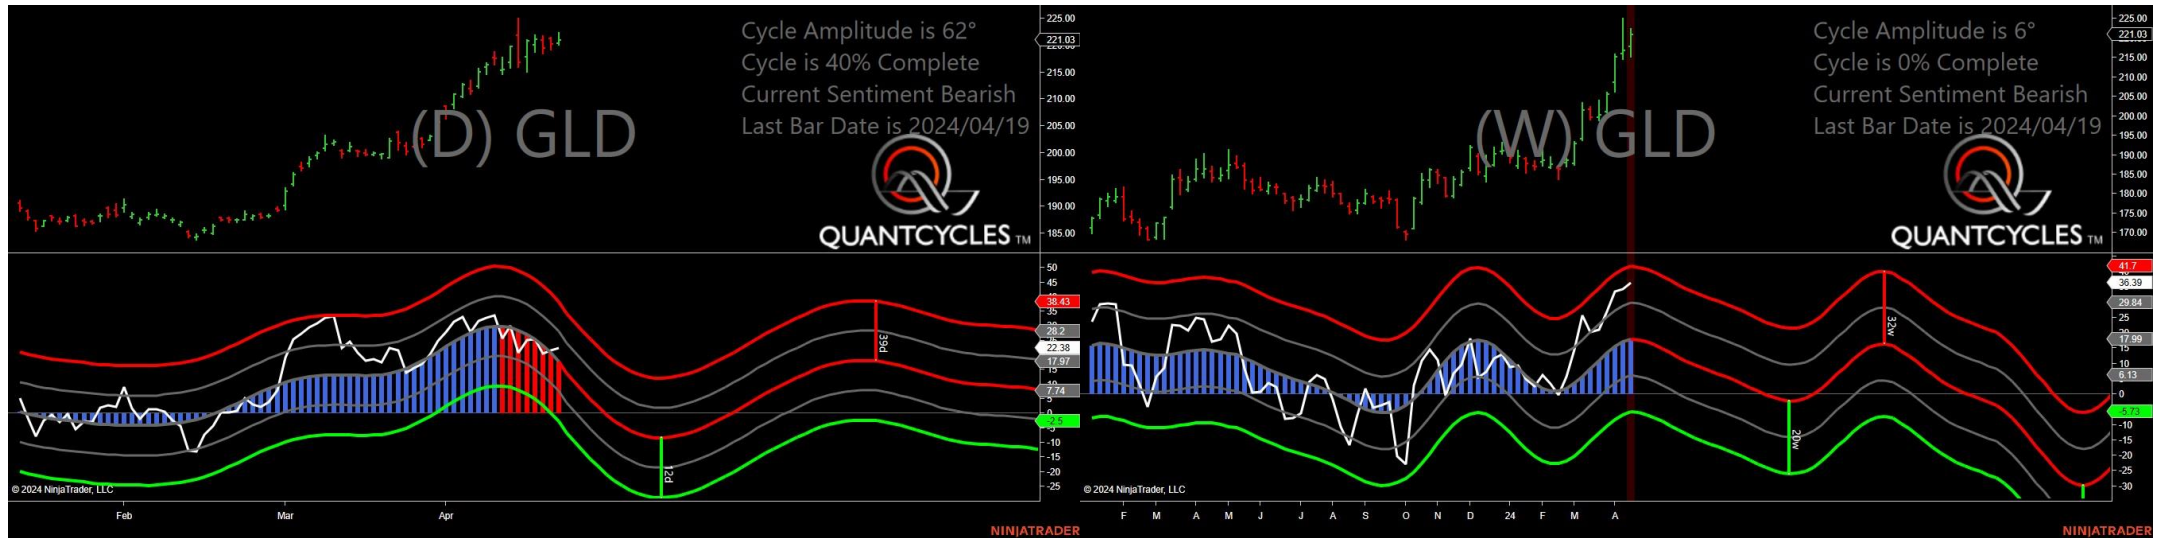 Cycle Amplitude is 62°
Cycle is 40% Complete
Current Sentiment Bearish
Last Bar Date is 2024/04/19
(D) GLD
QUANTCYCLES TM
225.00
221.03
215.00
210.00
205.00
200.00
195.00
190.00
185.00
50
45
38.43
28.2
22.38
17.97
7.74
-2.5
-10
-15
-20
-25
39d
12d
© 2024 NinjaTrader, LLC
Feb Mar Apr
NINJATRADER
Cycle Amplitude is 6°
Cycle is 0% Complete
Current Sentiment Bearish
Last Bar Date is 2024/04/19
(W) GLD
QUANTCYCLES TM
225.00
221.03
215.00
210.00
205.00
200.00
195.00
190.00
185.00
180.00
175.00
170.00
41.7
36.39
29.84
25
17.99
10
6.13
0
-5.73
-10
-15
-20
-25
-30
32w
20w
© 2024 NinjaTrader, LLC
F M A M J J A S O N D 24 F M A
NINJATRADER